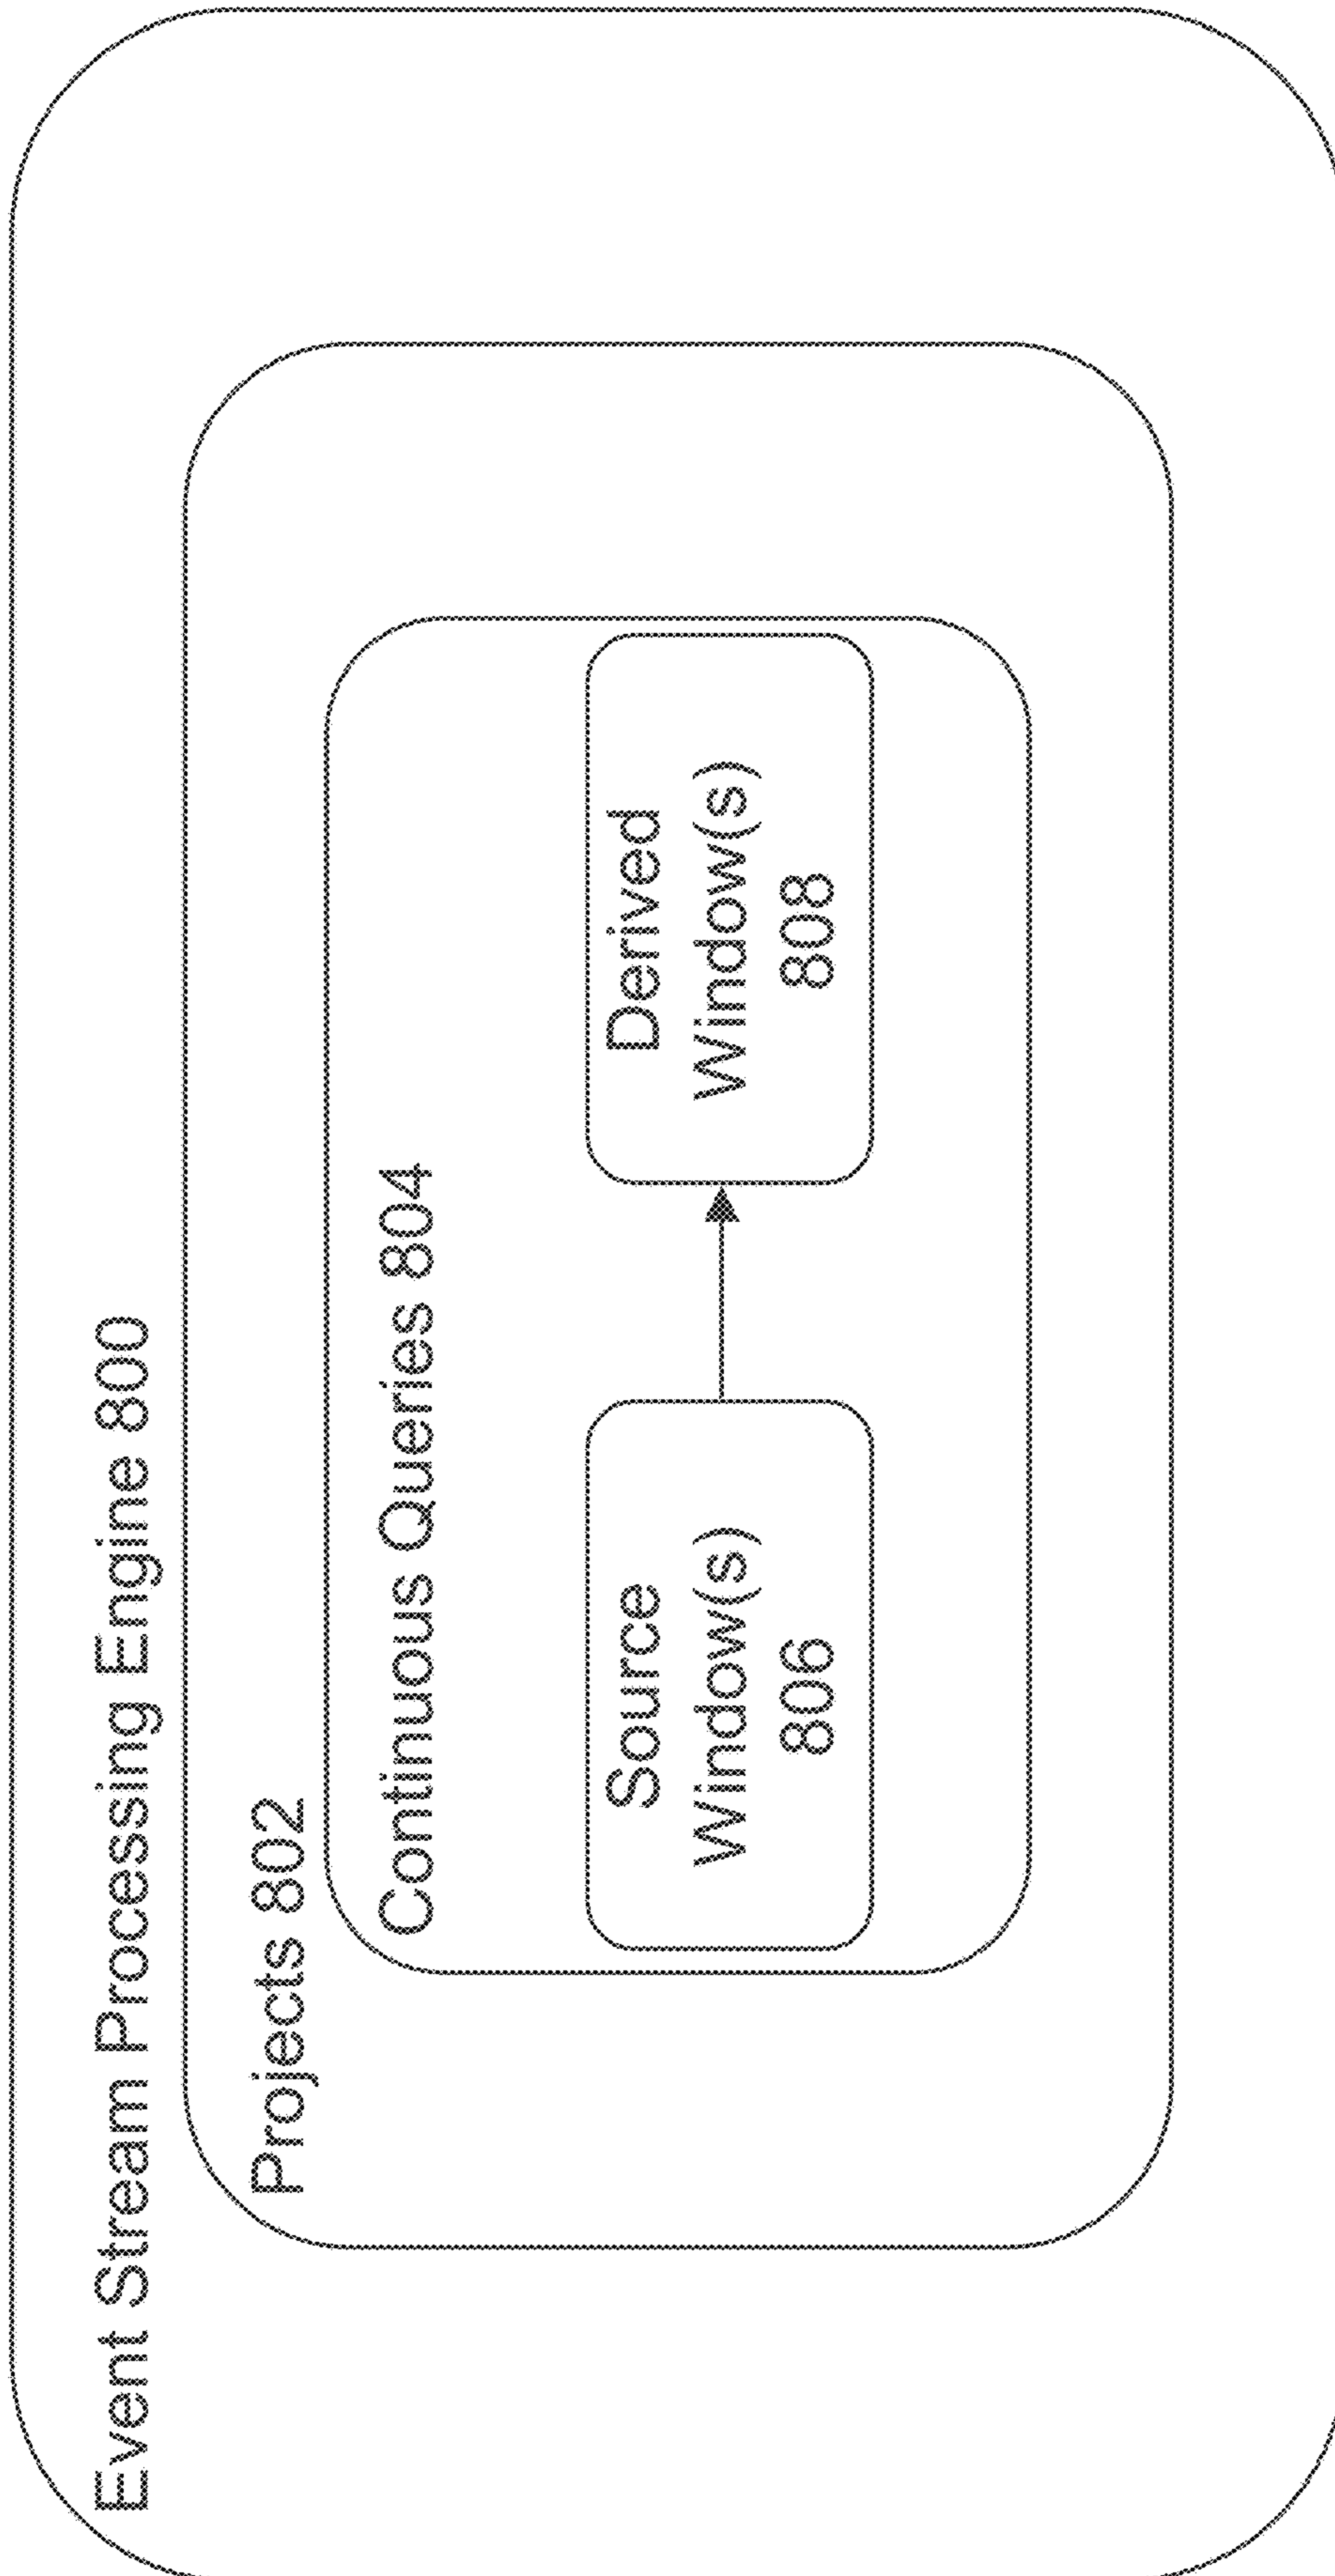 Event Stream Processing Engine 800
Projects 802
Continuous Queries 804
Source
Window(s)
806
Derived
Window(s)
808